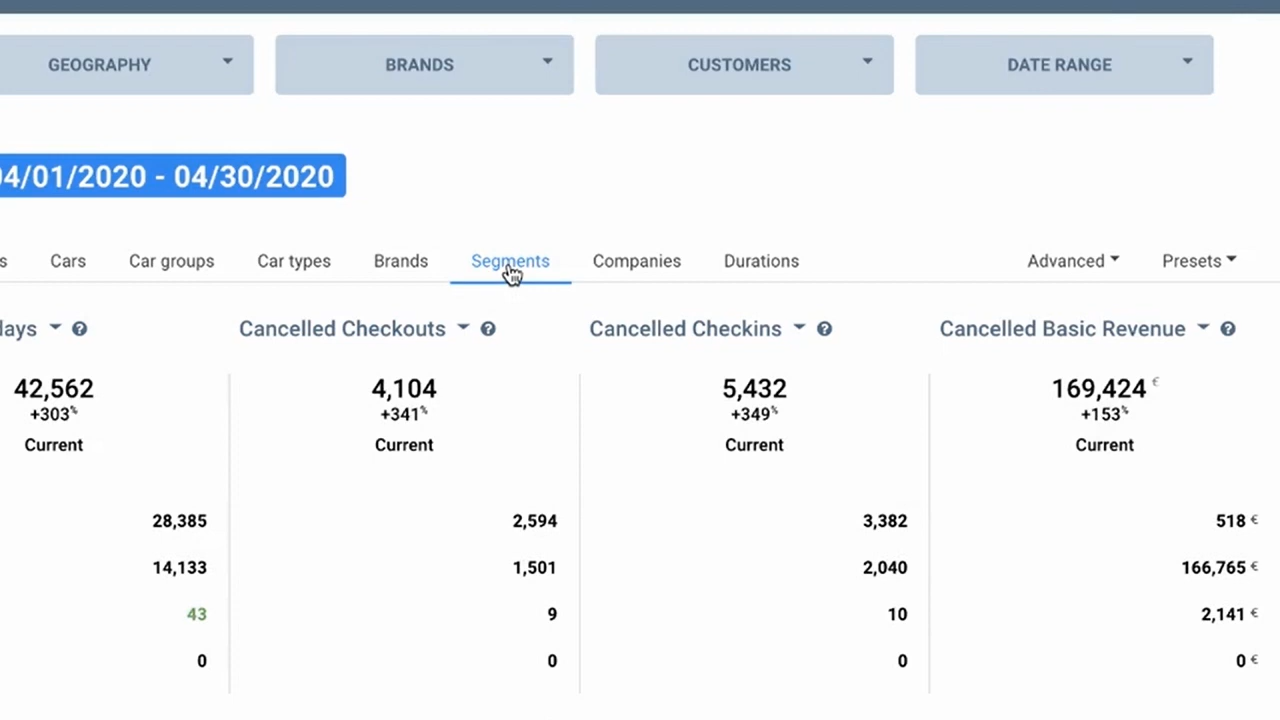 GEOGRAPHY BRANDS CUSTOMERS DATE RANGE
04/01/2020 - 04/30/2020
s Cars Car groups Car types Brands Segments Companies Durations Advanced Presets
days ? Cancelled Checkouts ? Cancelled Checkins ? Cancelled Basic Revenue ?
42,562 4,104 5,432 169,424 €
+303% +341% +349% +153%
Current Current Current Current
28,385 2,594 3,382 518 €
14,133 1,501 2,040 166,765 €
43 9 10 2,141 €
0 0 0 0 €